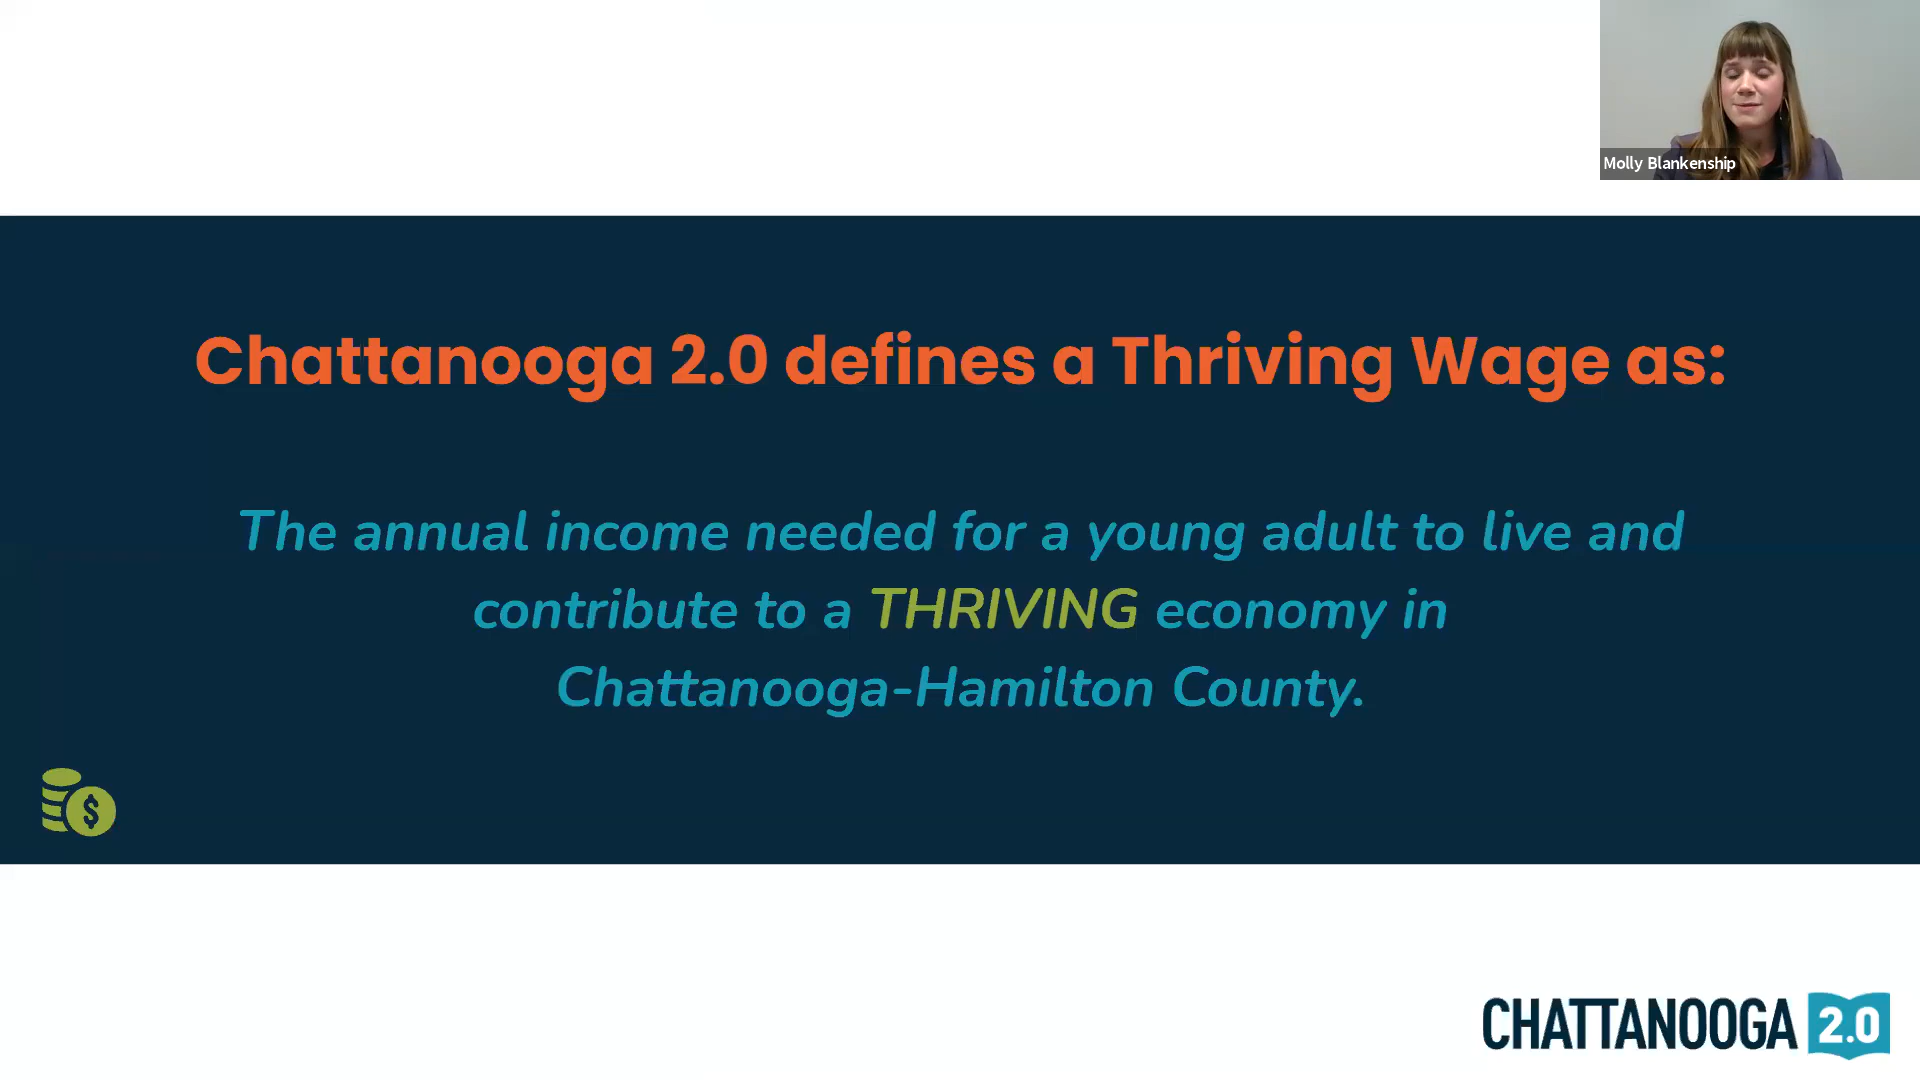 Molly Blankenship
Chattanooga 2.0 defines a Thriving Wage as:
The annual income needed for a young adult to live and
contribute to a THRIVING economy in
Chattanooga-Hamilton County.
$
CHATTANOOGA 2.0